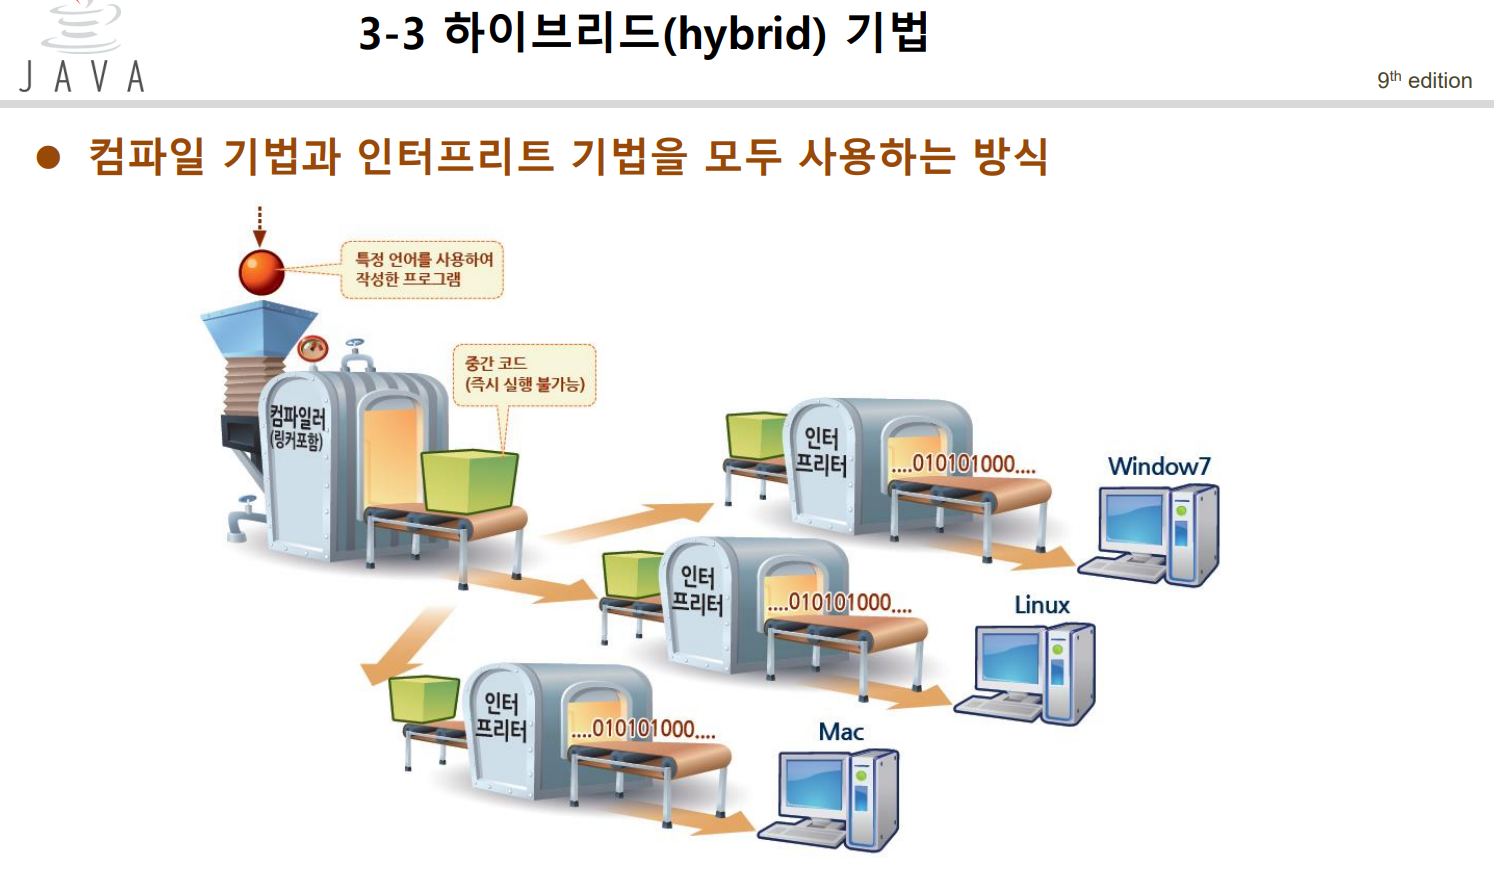 3-3 하이브리드(hybrid) 기법
JAVA
9th edition
● 컴파일 기법과 인터프리트 기법을 모두 사용하는 방식
특정 언어를 사용하여
작성한 프로그램
중간 코드
(즉시 실행 불가능)
컴파일러
(링커포함)
인터
프리터
....010101000....
Window7
인터
프리터
....010101000....
Linux
인터
프리터
....010101000....
Mac